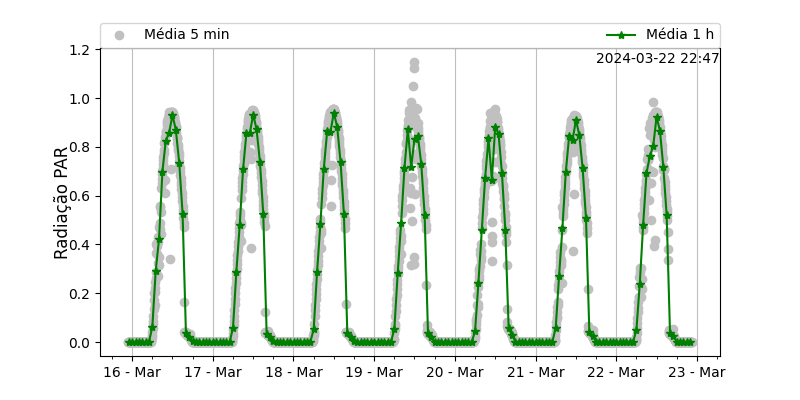 Média 5 min
Média 1 h
2024-03-22 22:47
Radiação PAR
1.2
1.0
0.8
0.6
0.4
0.2
0.0
16 - Mar
17 - Mar
18 - Mar
19 - Mar
20 - Mar
21 - Mar
22 - Mar
23 - Mar